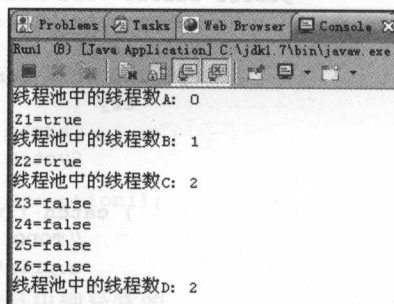 Problems Tasks Web Browser Console
Run1 (8) [Java Application] C:\jdk1.7\bin\javaw.exe
线程池中的线程数A: 0
Z1=true
线程池中的线程数B: 1
Z2=true
线程池中的线程数C: 2
Z3=false
Z4=false
Z5=false
Z6=false
线程池中的线程数D: 2